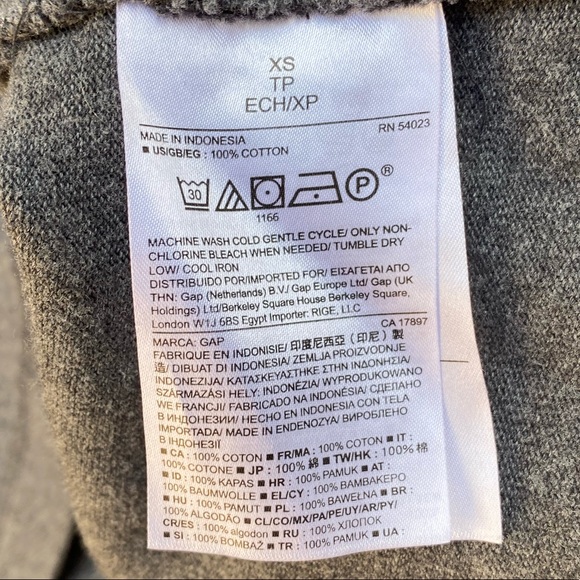 XS
TP
ECH/XP
MADE IN INDONESIA RN 54023
■ US/GB/EG : 100% COTTON
30 P ®
1166
MACHINE WASH COLD GENTLE CYCLE/ ONLY NON-
CHLORINE BLEACH WHEN NEEDED/ TUMBLE DRY
LOW/ COOL IRON
DISTRIBUIDO POR/IMPORTED FOR/ ΕΙΣΑΓΕΤΑΙ ΑΠΟ
ΤΗΝ: Gap (Netherlands) B.V./ Gap Europe Ltd/ Gap (UK
Holdings) Ltd/Berkeley Square House Berkeley Square,
London W1J 6BS Egypt Importer: RIGE, LLC
MARCA: GAP CA 17897
FABRIQUE EN INDONISIE/ 印度尼西亞 (印尼) 製
造/ DIBUAT DI INDONESIA/ ZEMLJA PROIZVODNJE
INDONEZIJA/ ΚΑΤΑΣΚΕΥΑΣΤΗΚΕ ΣΤΗΝ ΙΝΔΟΝΗΣΙΑ/
SZÁRMAZÁSI HELY: INDONÉZIA/ WYPRODUKOWANO
WE FRANCJI/ FABRICADO NA INDONÉSIA/ СДЕЛАНО
В ИНДОНЕЗИИ/ HECHO EN INDONESIA CON TELA
IMPORTADA/ MADE IN ENDENOZYA/ ВИРОБЛЕНО
В ІНДОНЕЗІЇ
■ CA : 100% COTON ■ FR/MA : 100% COTON ■ IT :
100% COTONE ■ JP : 100% 綿 ■ TW/HK : 100% 棉
■ ID : 100% KAPAS ■ HR : 100% PAMUK ■ AT :
100% BAUMWOLLE ■ EL/CY : 100% ΒΑΜΒΑΚΕΡΟ
■ HU : 100% PAMUT ■ PL : 100% BAWEŁNA ■ BR :
100% ALGODÃO ■ CL/CO/MX/PA/PE/UY/AR/PY/
CR/ES : 100% algodon ■ RU : 100% ХЛОПОК
■ SI : 100% BOMBAŽ ■ TR : 100% PAMUK ■ UA :